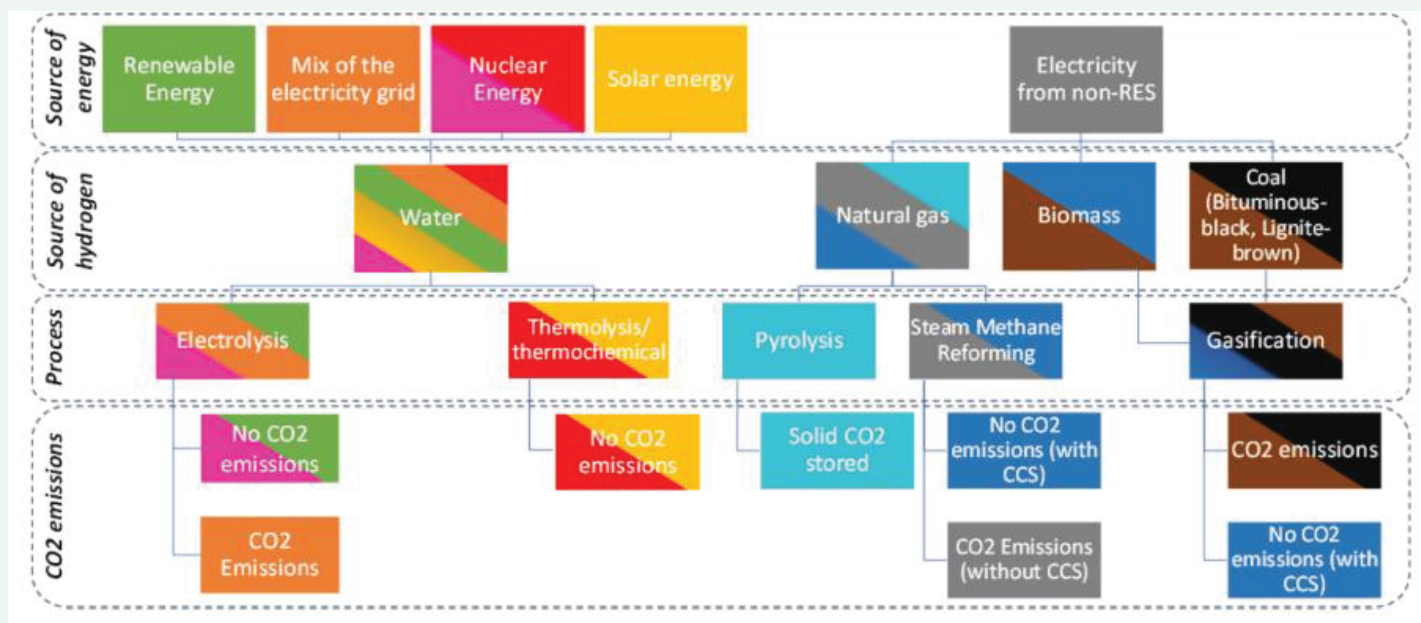 Source of
energy
Renewable
Energy
Mix of the
electricity grid
Nuclear
Energy
Solar energy
Electricity
from non-RES
Source of
hydrogen
Water
Natural gas
Biomass
Coal
(Bituminous-
black, Lignite-
brown)
Process
Electrolysis
Thermolysis/
thermochemical
Pyrolysis
Steam Methane
Reforming
Gasification
CO2 emissions
No CO2
emissions
No CO2
emissions
Solid CO2
stored
No CO2
emissions (with
CCS)
CO2 emissions
CO2
Emissions
CO2 Emissions
(without CCS)
No CO2
emissions (with
CCS)